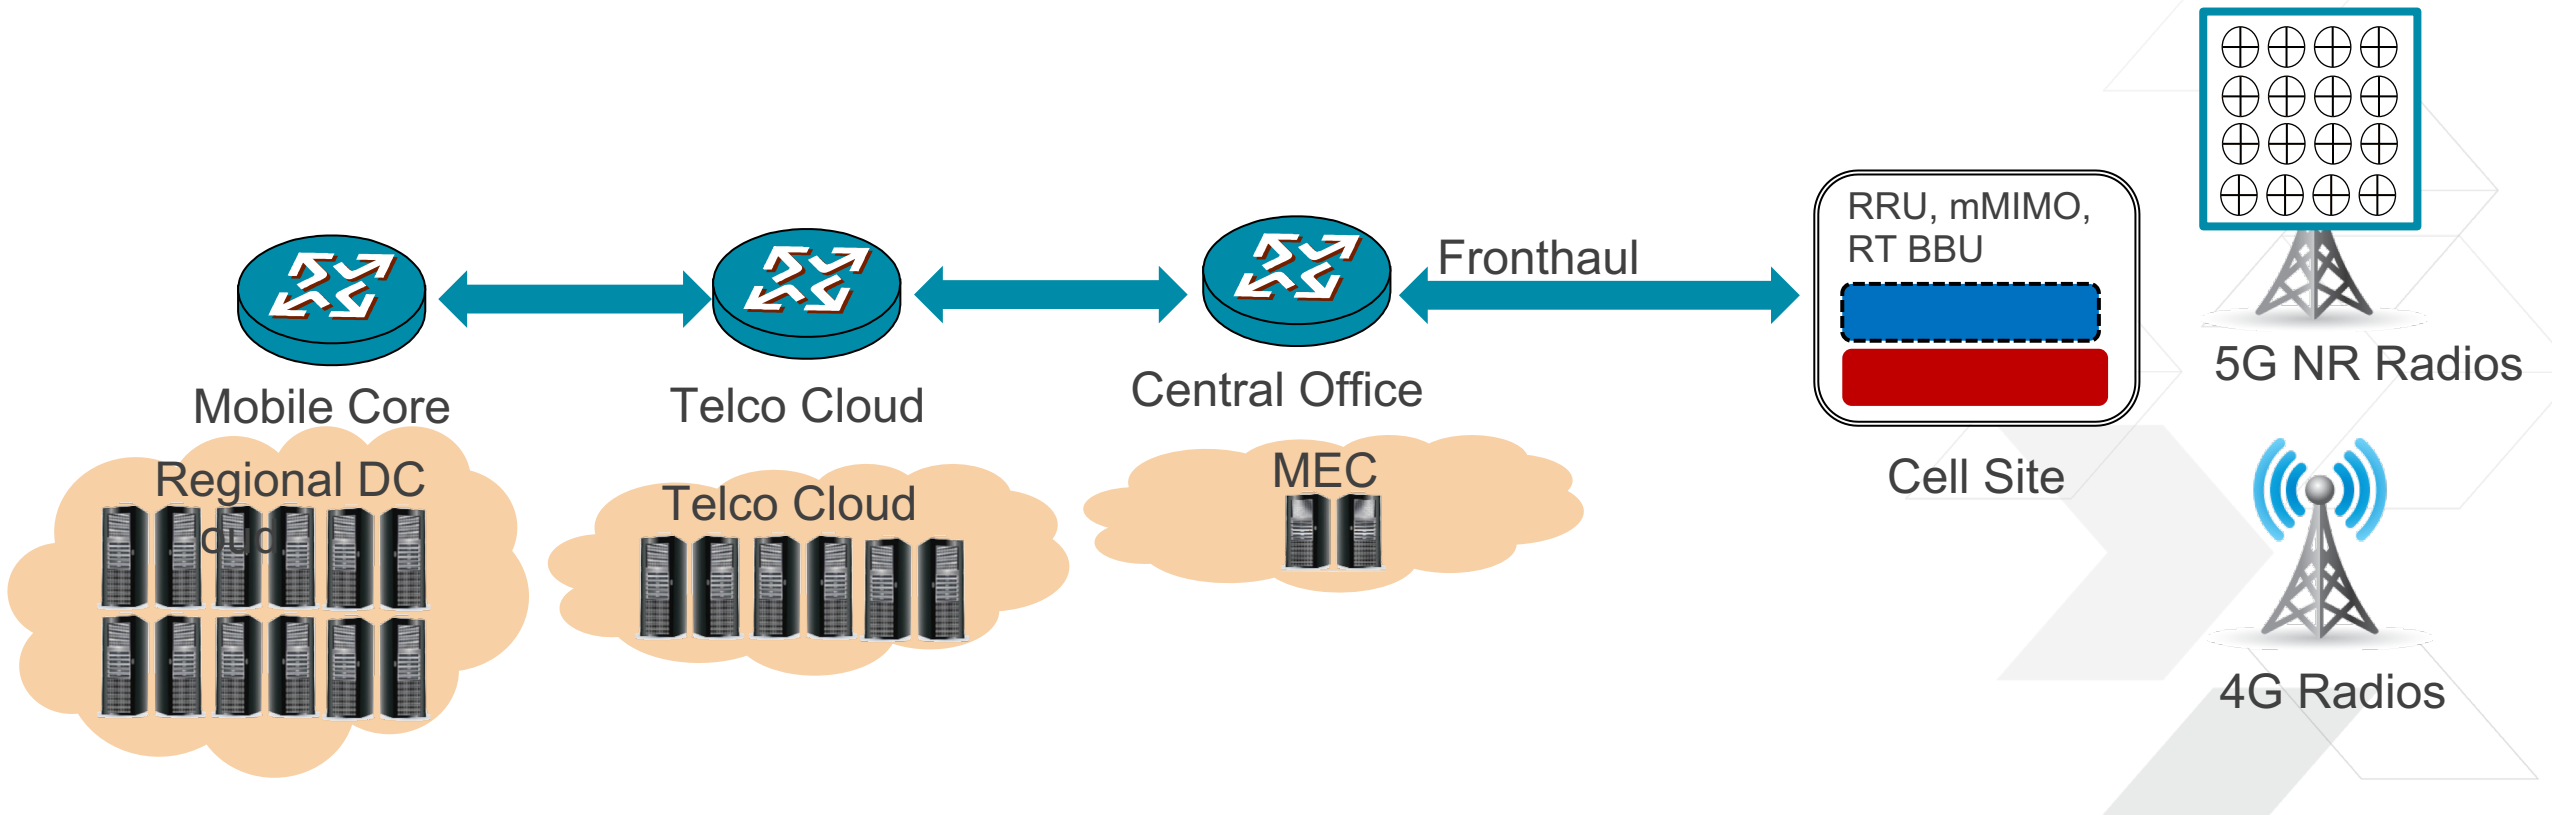 Fronthaul
RRU, mMIMO,
RT BBU
Mobile Core
Telco Cloud
Central Office
Cell Site
5G NR Radios
Regional DC
Telco Cloud
MEC
4G Radios